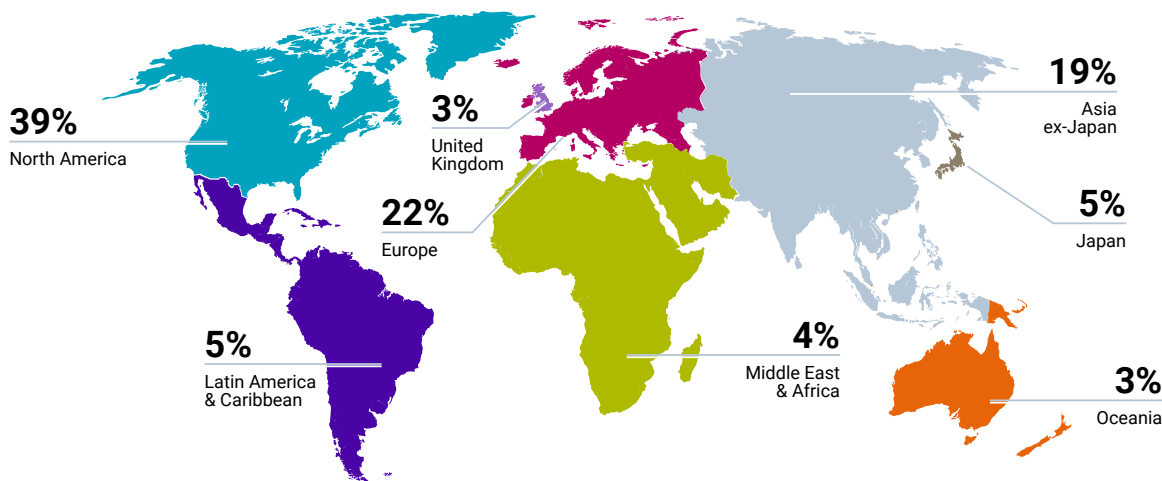 39%
North America
3%
United
Kingdom
22%
Europe
5%
Latin America
& Caribbean
4%
Middle East
& Africa
19%
Asia
ex-Japan
5%
Japan
3%
Oceania